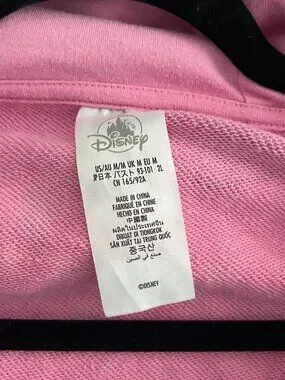 Disney
US/AU M/M UK M EU M
日本 バスト 93-101 2L
CN 165/92A
MADE IN CHINA
FABRIQUÉ EN CHINE
HECHO EN CHINA
中國製
ผลิตในประเทศจีน
DIBUAT DI TIONGKOK
SẢN XUẤT TẠI TRUNG QUỐC
중국산
صنع في الصين
©DISNEY